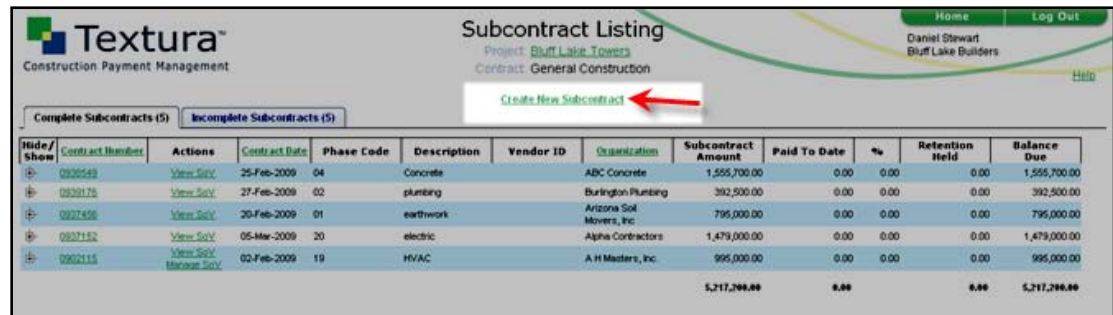 Textura™
Construction Payment Management
Subcontract Listing
Project: Bluff Lake Towers
Contract: General Construction
Create New Subcontract
Home Log Out
Daniel Stewart
Bluff Lake Builders
Help
Complete Subcontracts (5) Incomplete Subcontracts (5)
Hide/Show Contract Number Actions Contract Date Phase Code Description Vendor ID Organization Subcontract Amount Paid To Date % Retention Held Balance Due
0938549 View SoV 25-Feb-2009 04 Concrete ABC Concrete 1,555,700.00 0.00 0.00 0.00 1,555,700.00
0939176 View SoV 27-Feb-2009 02 plumbing Burlington Plumbing 392,500.00 0.00 0.00 0.00 392,500.00
0937456 View SoV 20-Feb-2009 01 earthwork Arizona Soil Movers, Inc 795,000.00 0.00 0.00 0.00 795,000.00
0937152 View SoV 05-Mar-2009 20 electric Alpha Contractors 1,479,000.00 0.00 0.00 0.00 1,479,000.00
0902115 View SoV Manage SoV 02-Feb-2009 19 HVAC A H Masters, Inc. 995,000.00 0.00 0.00 0.00 995,000.00
5,217,200.00 0.00 0.00 5,217,200.00